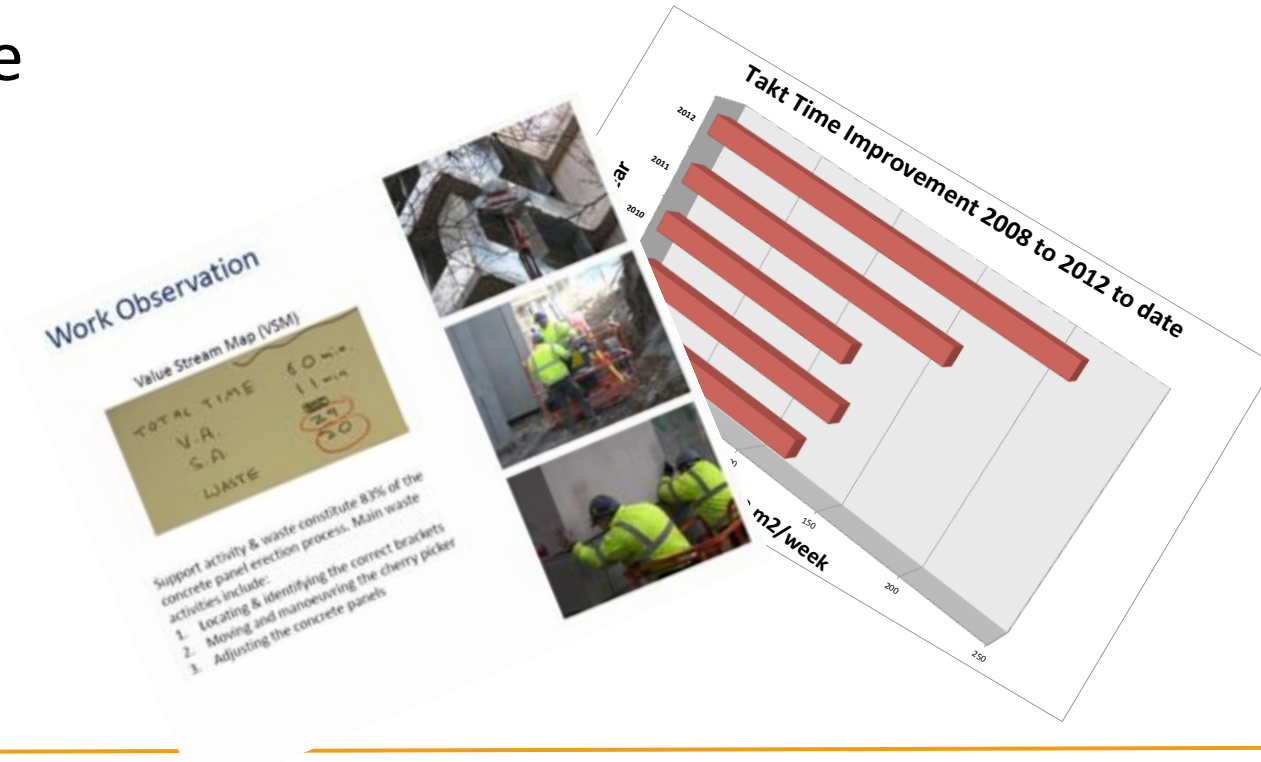 e
Work Observation
Value Stream Map (VSM)
TOTAL TIME 60 min.
V.A. 11 min
S.A. 29
WASTE 20
Support activity & waste constitute 83% of the
concrete panel erection process. Main waste
activities include:
1. Locating & identifying the correct brackets
2. Moving and manoeuvring the cherry picker
3. Adjusting the concrete panels
Takt Time Improvement 2008 to 2012 to date
2012
2011
2010
ar
150
200
250
m2/week